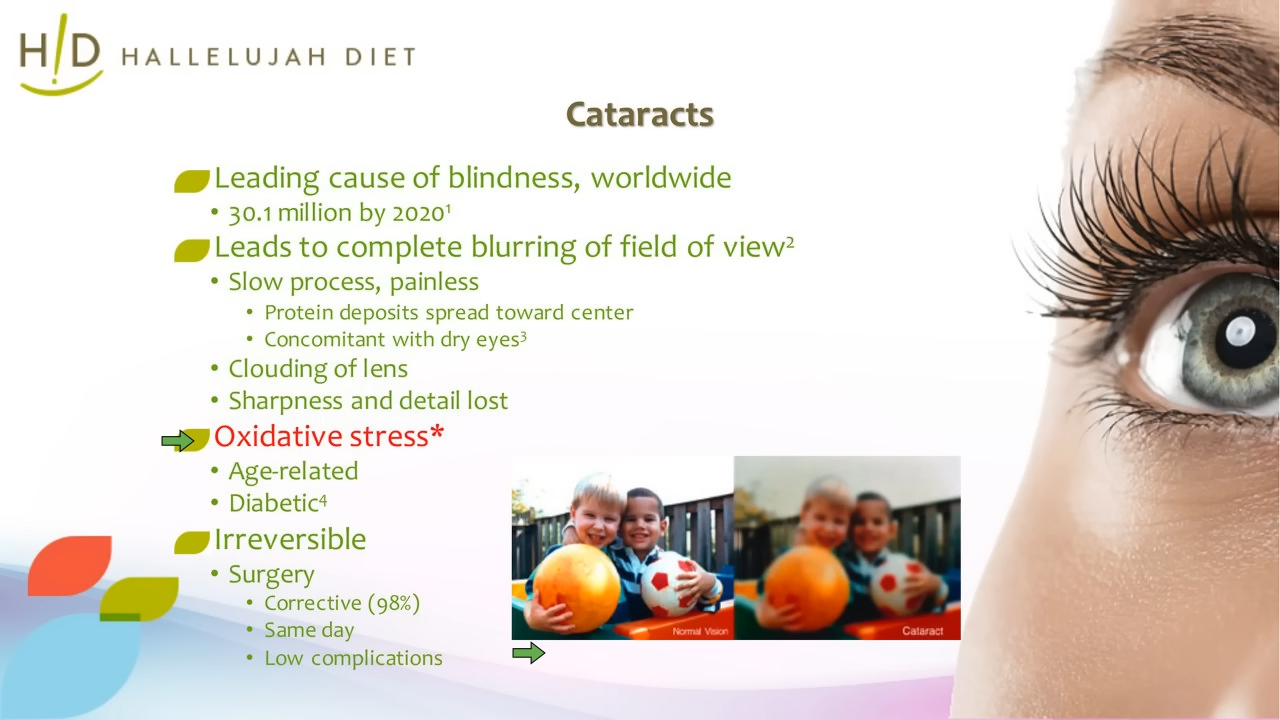 H!D HALLELUJAH DIET
Cataracts
Leading cause of blindness, worldwide
• 30.1 million by 2020¹
Leads to complete blurring of field of view²
• Slow process, painless
• Protein deposits spread toward center
• Concomitant with dry eyes³
• Clouding of lens
• Sharpness and detail lost
Oxidative stress*
• Age-related
• Diabetic⁴
Irreversible
• Surgery
• Corrective (98%)
• Same day
• Low complications
Normal Vision
Cataract